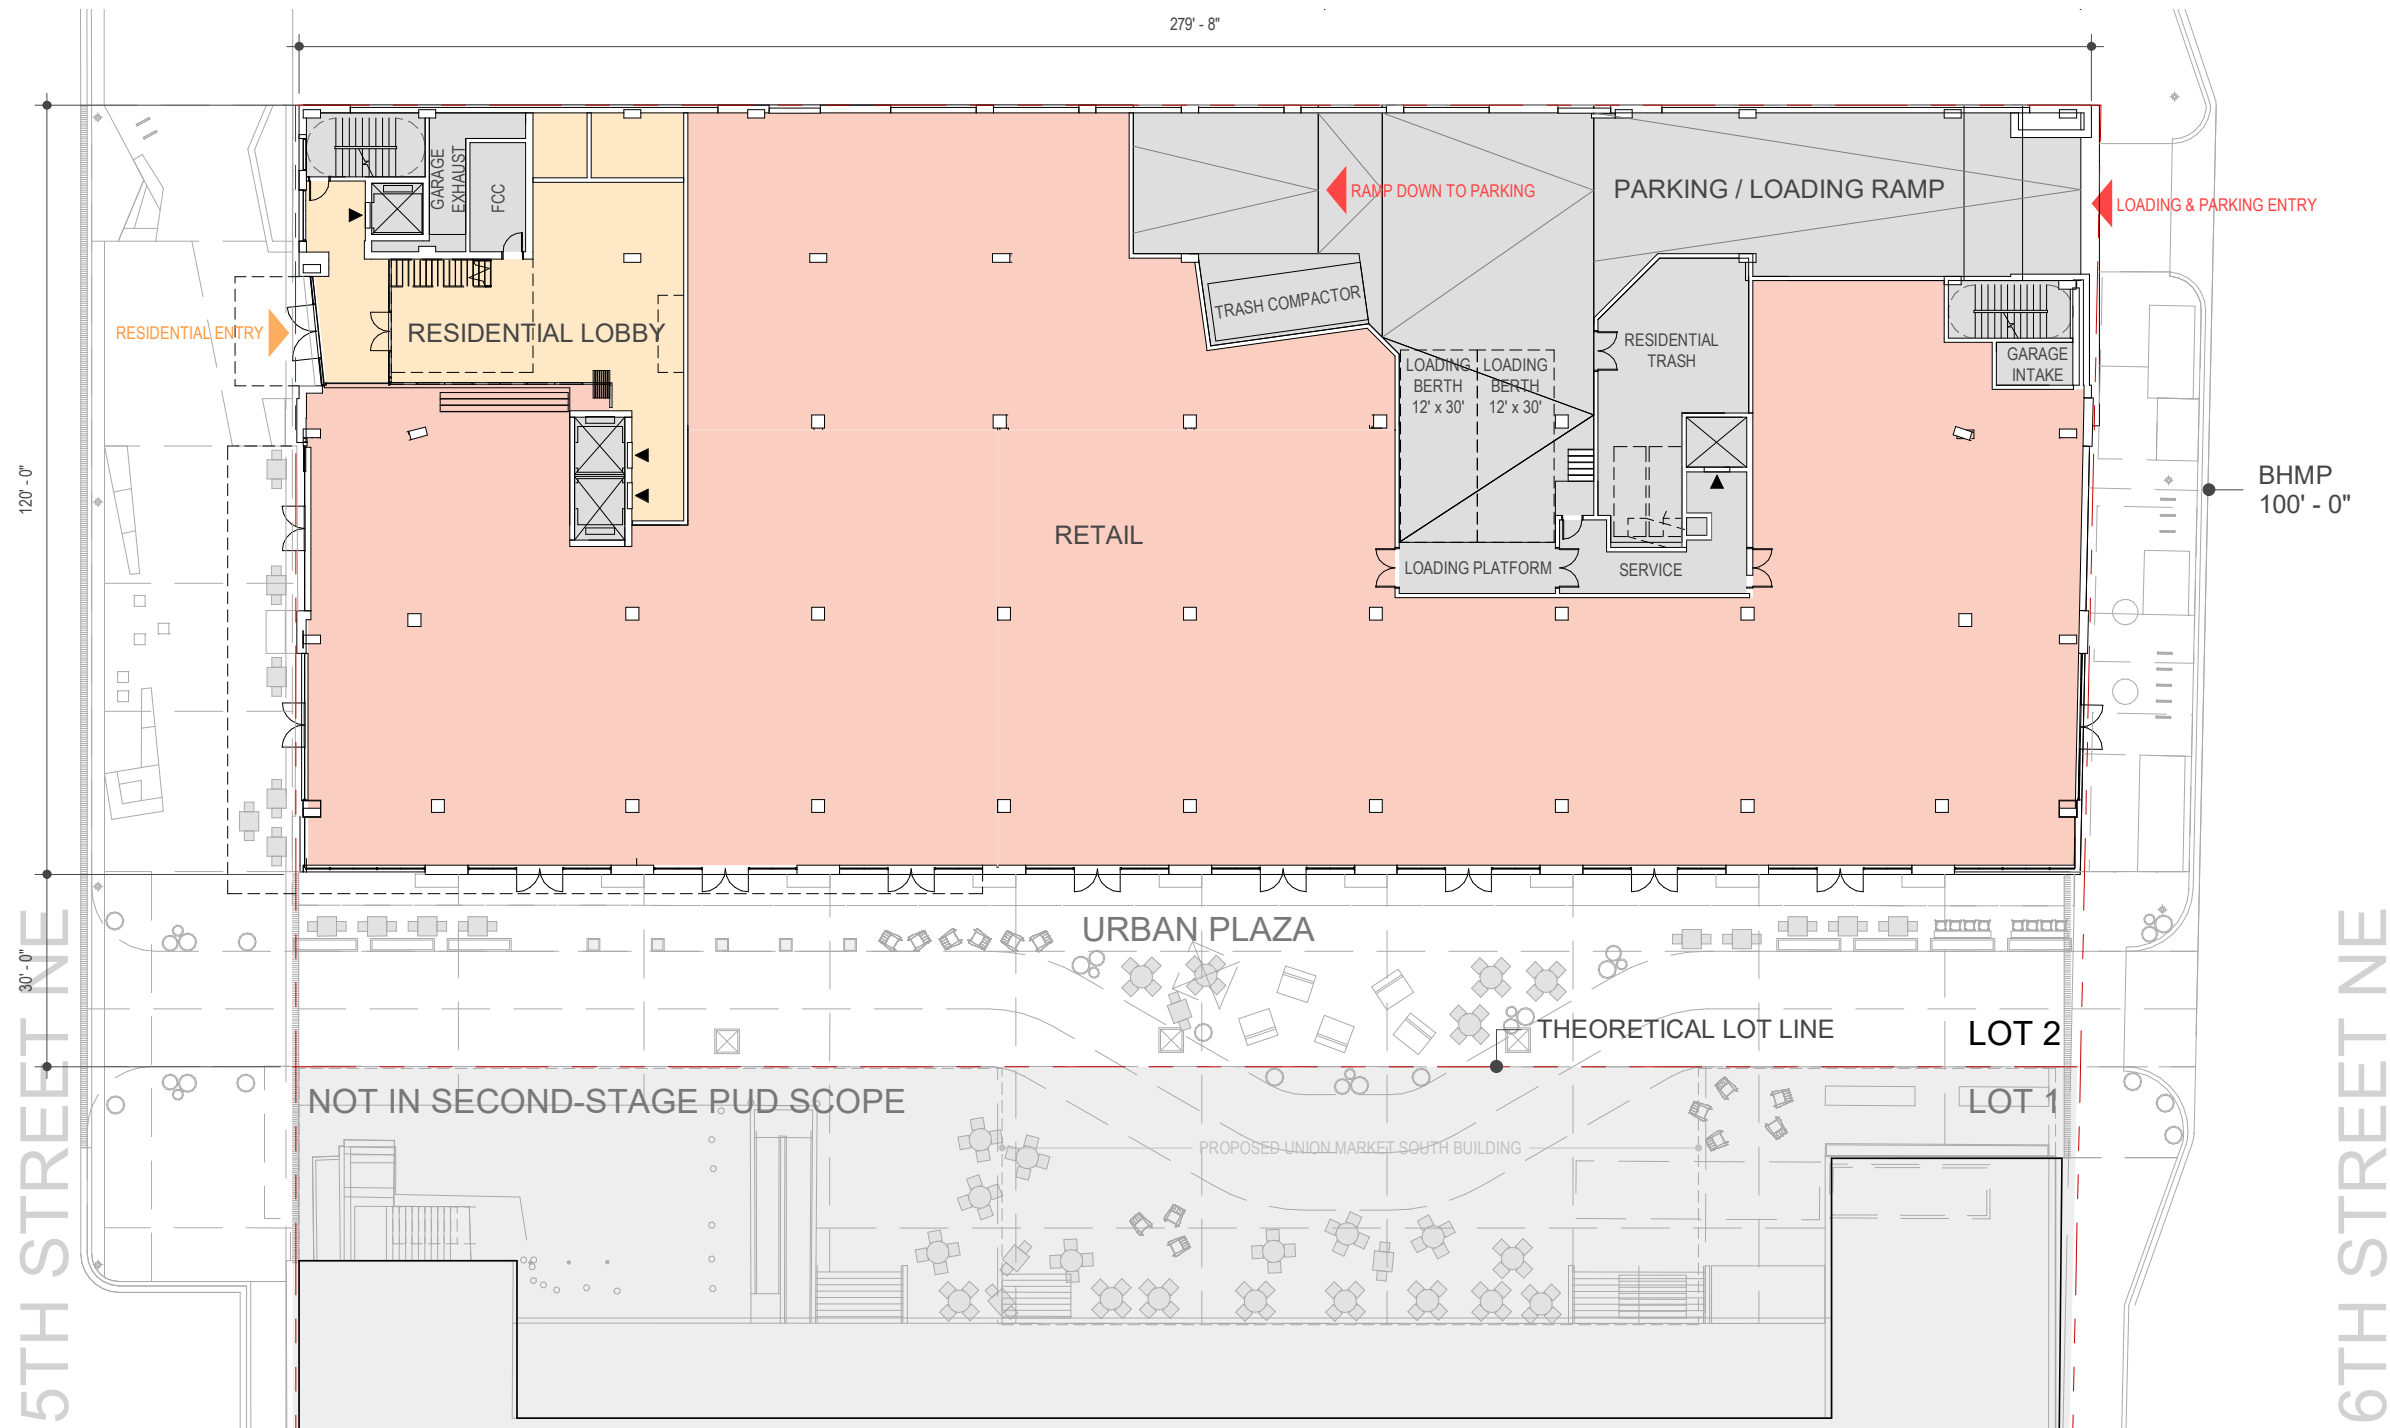 279' - 8"
120' - 0"
30' - 0"
GARAGE
EXHAUST
FCC
RAMP DOWN TO PARKING
PARKING / LOADING RAMP
LOADING & PARKING ENTRY
TRASH COMPACTOR
RESIDENTIAL ENTRY
RESIDENTIAL LOBBY
RESIDENTIAL
TRASH
GARAGE
INTAKE
LOADING
BERTH
12' x 30'
LOADING
BERTH
12' x 30'
BHMP
100' - 0"
RETAIL
LOADING PLATFORM
SERVICE
URBAN PLAZA
THEORETICAL LOT LINE
LOT 2
NOT IN SECOND-STAGE PUD SCOPE
LOT 1
PROPOSED UNION MARKET SOUTH BUILDING
5TH STREET NE
6TH STREET NE